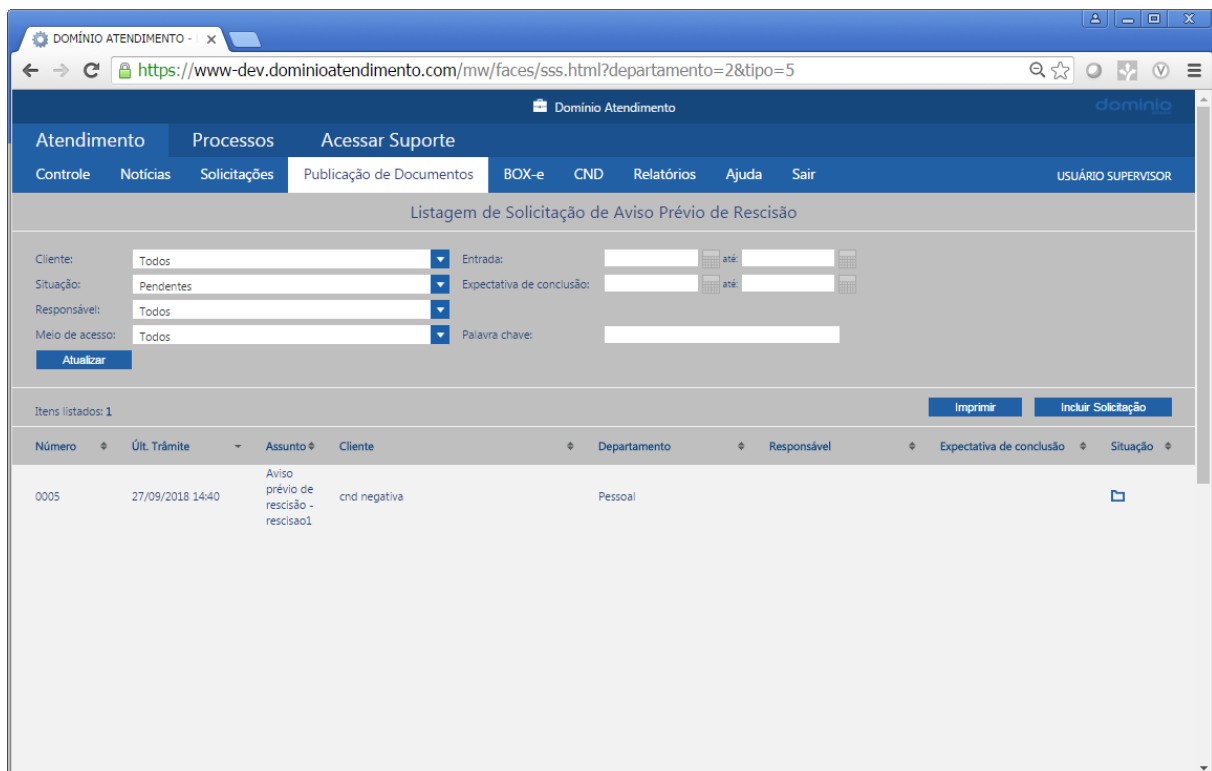 DOMÍNIO ATENDIMENTO -
https://www-dev.dominioatendimento.com/mw/faces/sss.html?departamento=2&tipo=5
Domínio Atendimento
domínio
Atendimento Processos Acessar Suporte
Controle Notícias Solicitações Publicação de Documentos BOX-e CND Relatórios Ajuda Sair USUÁRIO SUPERVISOR
Listagem de Solicitação de Aviso Prévio de Rescisão
Cliente: Todos Entrada: até:
Situação: Pendentes Expectativa de conclusão: até:
Responsável: Todos
Meio de acesso: Todos Palavra chave:
Atualizar
Itens listados: 1 Imprimir Incluir Solicitação
Número Últ. Trâmite Assunto Cliente Departamento Responsável Expectativa de conclusão Situação
0005 27/09/2018 14:40 Aviso
prévio de
rescisão -
rescisao1 cnd negativa Pessoal